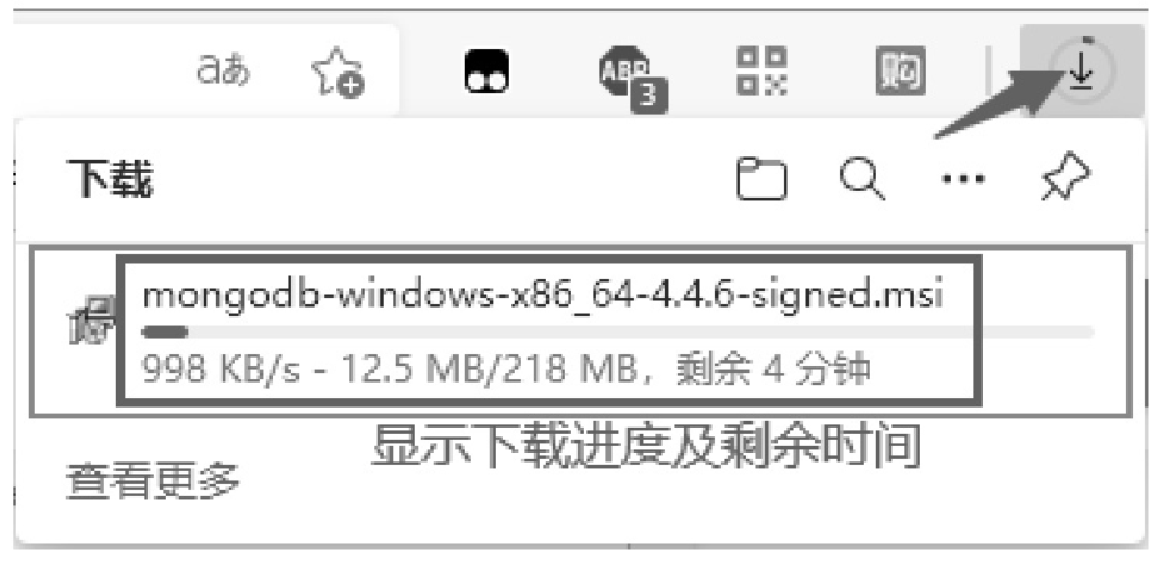 aあ
ABP
3
购
下载
mongodb-windows-x86_64-4.4.6-signed.msi
998 KB/s - 12.5 MB/218 MB，剩余 4 分钟
显示下载进度及剩余时间
查看更多